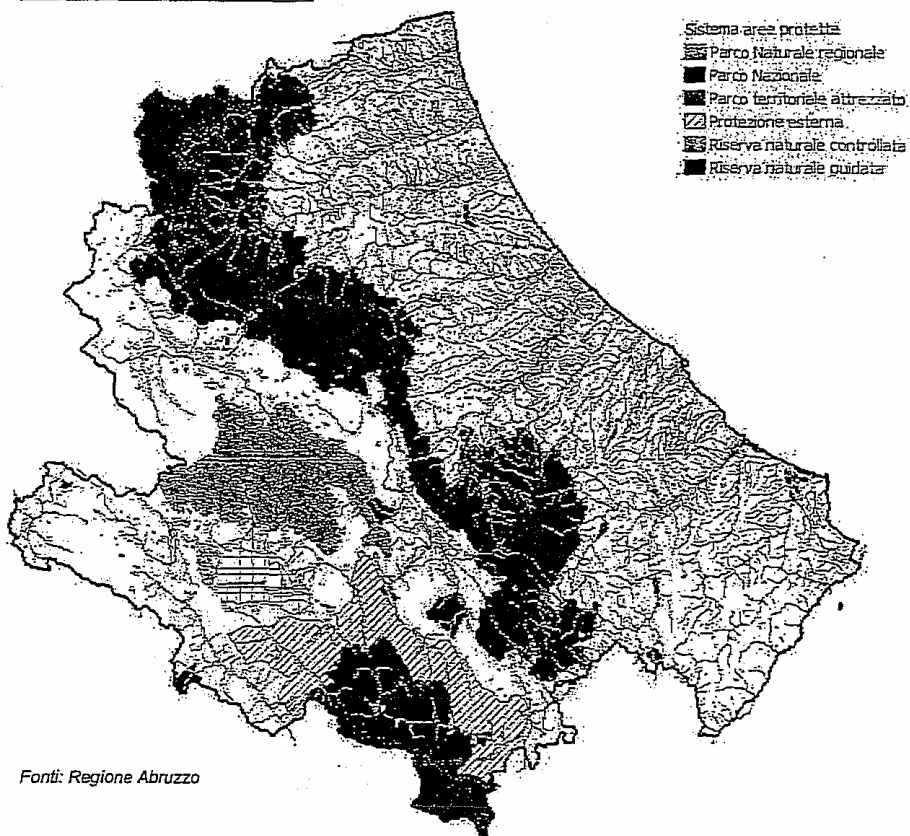 Sistema aree protette
Parco Naturale regionale
Parco Nazionale
Parco territoriale attrezzato
Protezione esterna
Riserva naturale controllata
Riserva naturale guidata
Fonti: Regione Abruzzo